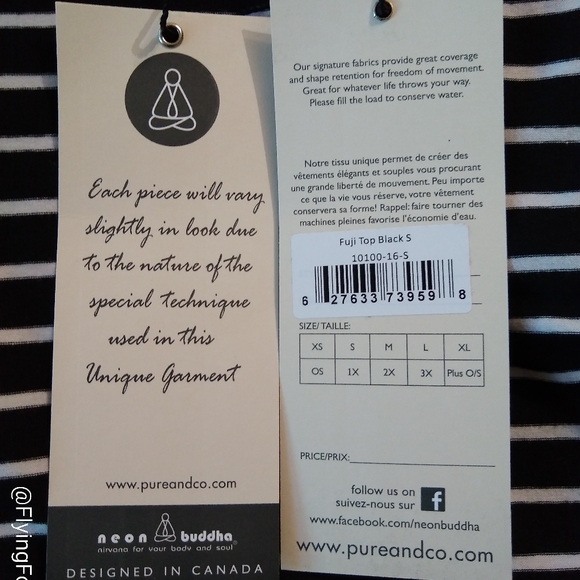 Each piece will vary
slightly in look due
to the nature of the
special technique
used in this
Unique Garment
www.pureandco.com
neon buddha
nirvana for your body and soul
DESIGNED IN CANADA
Our signature fabrics provide great coverage
and shape retention for freedom of movement.
Great for whatever life throws your way.
Please fill the load to conserve water.
Notre tissu unique permet de créer des
vêtements élégants et souples vous procurant
une grande liberté de mouvement. Peu importe
ce que la vie vous réserve, votre vêtement
conservera sa forme! Rappel: faire tourner des
machines pleines favorise l'économie d'eau.
Fuji Top Black S
10100-16-S
6 27633 73959 8
SIZE/ TAILLE:
XS S M L XL
OS 1X 2X 3X Plus O/S
PRICE/PRIX:
follow us on
suivez-nous sur
f
www.facebook.com/neonbuddha
www.pureandco.com